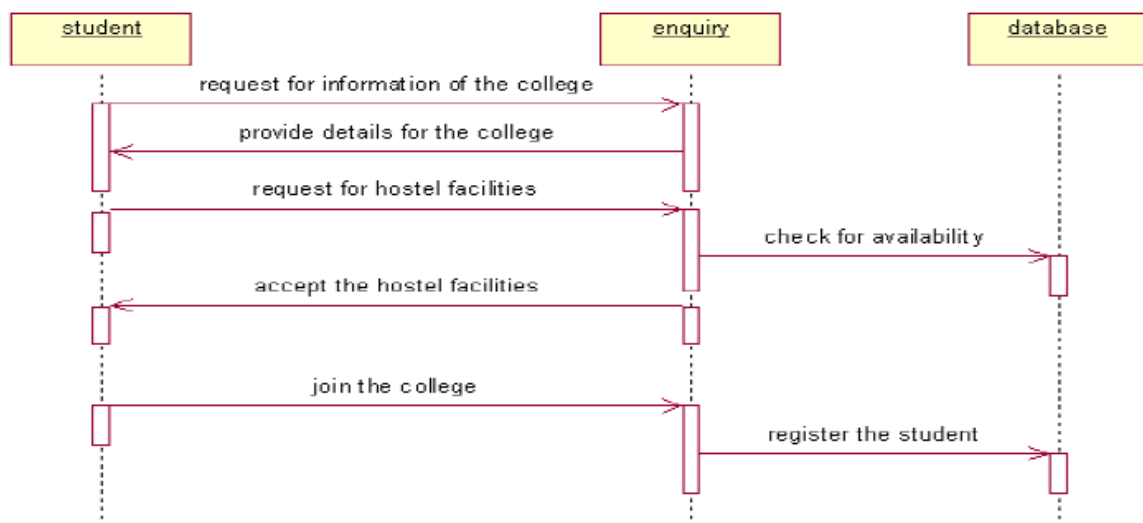 student
enquiry
database
request for information of the college
provide details for the college
request for hostel facilities
check for availability
accept the hostel facilities
join the college
register the student